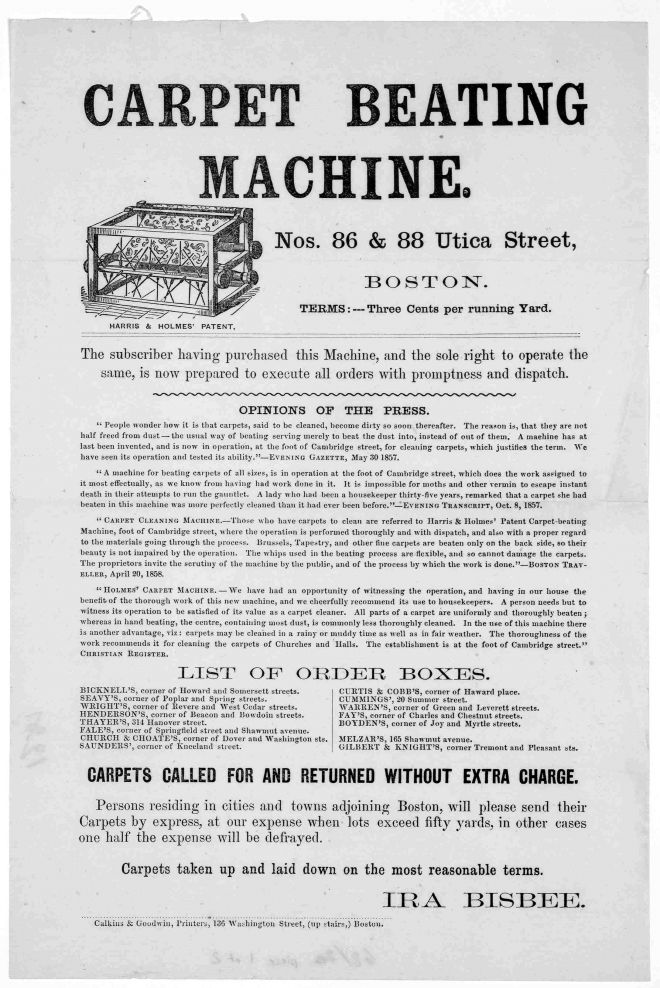 CARPET BEATING
MACHINE.
Nos. 86 & 88 Utica Street,
BOSTON.
TERMS:—Three Cents per running Yard.
HARRIS & HOLMES' PATENT,
The subscriber having purchased this Machine, and the sole right to operate the
same, is now prepared to execute all orders with promptness and dispatch.
OPINIONS OF THE PRESS.
"People wonder how it is that carpets, said to be cleaned, become dirty so soon thereafter. The reason is, that they are not
half freed from dust—the usual way of beating serving merely to beat the dust into, instead of out of them. A machine has at
last been invented, and is now in operation, at the foot of Cambridge street, for cleaning carpets, which justifies the term. We
have seen its operation and tested its ability."—EVENING GAZETTE, May 30 1857.
"A machine for beating carpets of all sizes, is in operation at the foot of Cambridge street, which does the work assigned to
it most effectually, as we know from having had work done in it. It is impossible for moths and other vermin to escape instant
death in their attempts to run the gauntlet. A lady who had been a housekeeper thirty-five years, remarked that a carpet she had
beaten in this machine was more perfectly cleaned than it had ever been before."—EVENING TRANSCRIPT, Oct. 8, 1857.
"CARPET CLEANING MACHINE.—Those who have carpets to clean are referred to Harris & Holmes' Patent Carpet-beating
Machine, foot of Cambridge street, where the operation is performed thoroughly and with dispatch, and also with a proper regard
to the materials going through the process. Brussels, Tapestry, and other fine carpets are beaten only on the back side, so their
beauty is not impaired by the operation. The whips used in the beating process are flexible, and so cannot damage the carpets.
The proprietors invite the scrutiny of the machine by the public, and of the process by which the work is done."—BOSTON TRAV-
ELLER, April 20, 1858.
"HOLMES' CARPET MACHINE.—We have had an opportunity of witnessing the operation, and having in our house the
benefit of the thorough work of this new machine, and we cheerfully recommend its use to housekeepers. A person needs but to
witness its operation to be satisfied of its value as a carpet cleaner. All parts of a carpet are uniformly and thoroughly beaten;
whereas in hand beating, the centre, containing most dust, is commonly less thoroughly cleaned. In the use of this machine there
is another advantage, viz: carpets may be cleaned in a rainy or muddy time as well as in fair weather. The thoroughness of the
work recommends it for cleaning the carpets of Churches and Halls. The establishment is at the foot of Cambridge street."
CHRISTIAN REGISTER.
LIST OF ORDER BOXES.
BICKNELL'S, corner of Howard and Somersett streets.
SEAVY'S, corner of Poplar and Spring streets.
WRIGHT'S, corner of Revere and West Cedar streets.
HENDERSON'S, corner of Beacon and Bowdoin streets.
THAYER'S, 314 Hanover street.
FALE'S, corner of Springfield street and Shawmut avenue.
CHURCH & CHOATE'S, corner of Dover and Washington sts.
SAUNDERS', corner of Kneeland street.
CURTIS & COBB'S, corner of Haward place.
CUMMINGS', 20 Summer street.
WARREN'S, corner of Green and Leverett streets.
FAY'S, corner of Charles and Chestnut streets.
BOYDEN'S, corner of Joy and Myrtle streets.
MELZAR'S, 165 Shawmut avenue.
GILBERT & KNIGHT'S, corner Tremont and Pleasant sts.
CARPETS CALLED FOR AND RETURNED WITHOUT EXTRA CHARGE.
Persons residing in cities and towns adjoining Boston, will please send their
Carpets by express, at our expense when lots exceed fifty yards, in other cases
one half the expense will be defrayed.
Carpets taken up and laid down on the most reasonable terms.
IRA BISBEE.
Calkins & Goodwin, Printers, 136 Washington Street, (up stairs,) Boston.